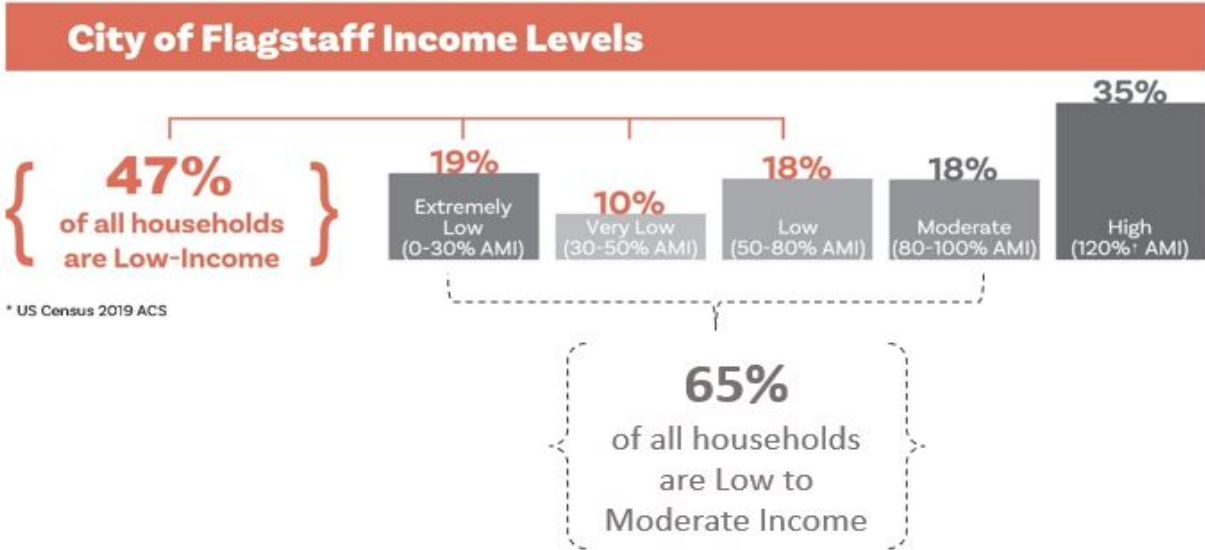 City of Flagstaff Income Levels
47%
of all households
are Low-Income
* US Census 2019 ACS
19%
Extremely
Low
(0-30% AMI)
10%
Very Low
(30-50% AMI)
18%
Low
(50-80% AMI)
18%
Moderate
(80-100% AMI)
35%
High
(120%↑ AMI)
65%
of all households
are Low to
Moderate Income